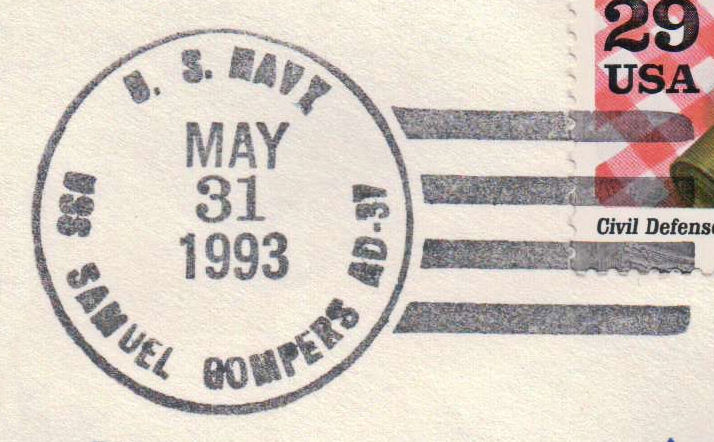 U. S. NAVY
MAY
31
1993
USS SAMUEL GOMPERS AD-37
29
USA
Civil Defense